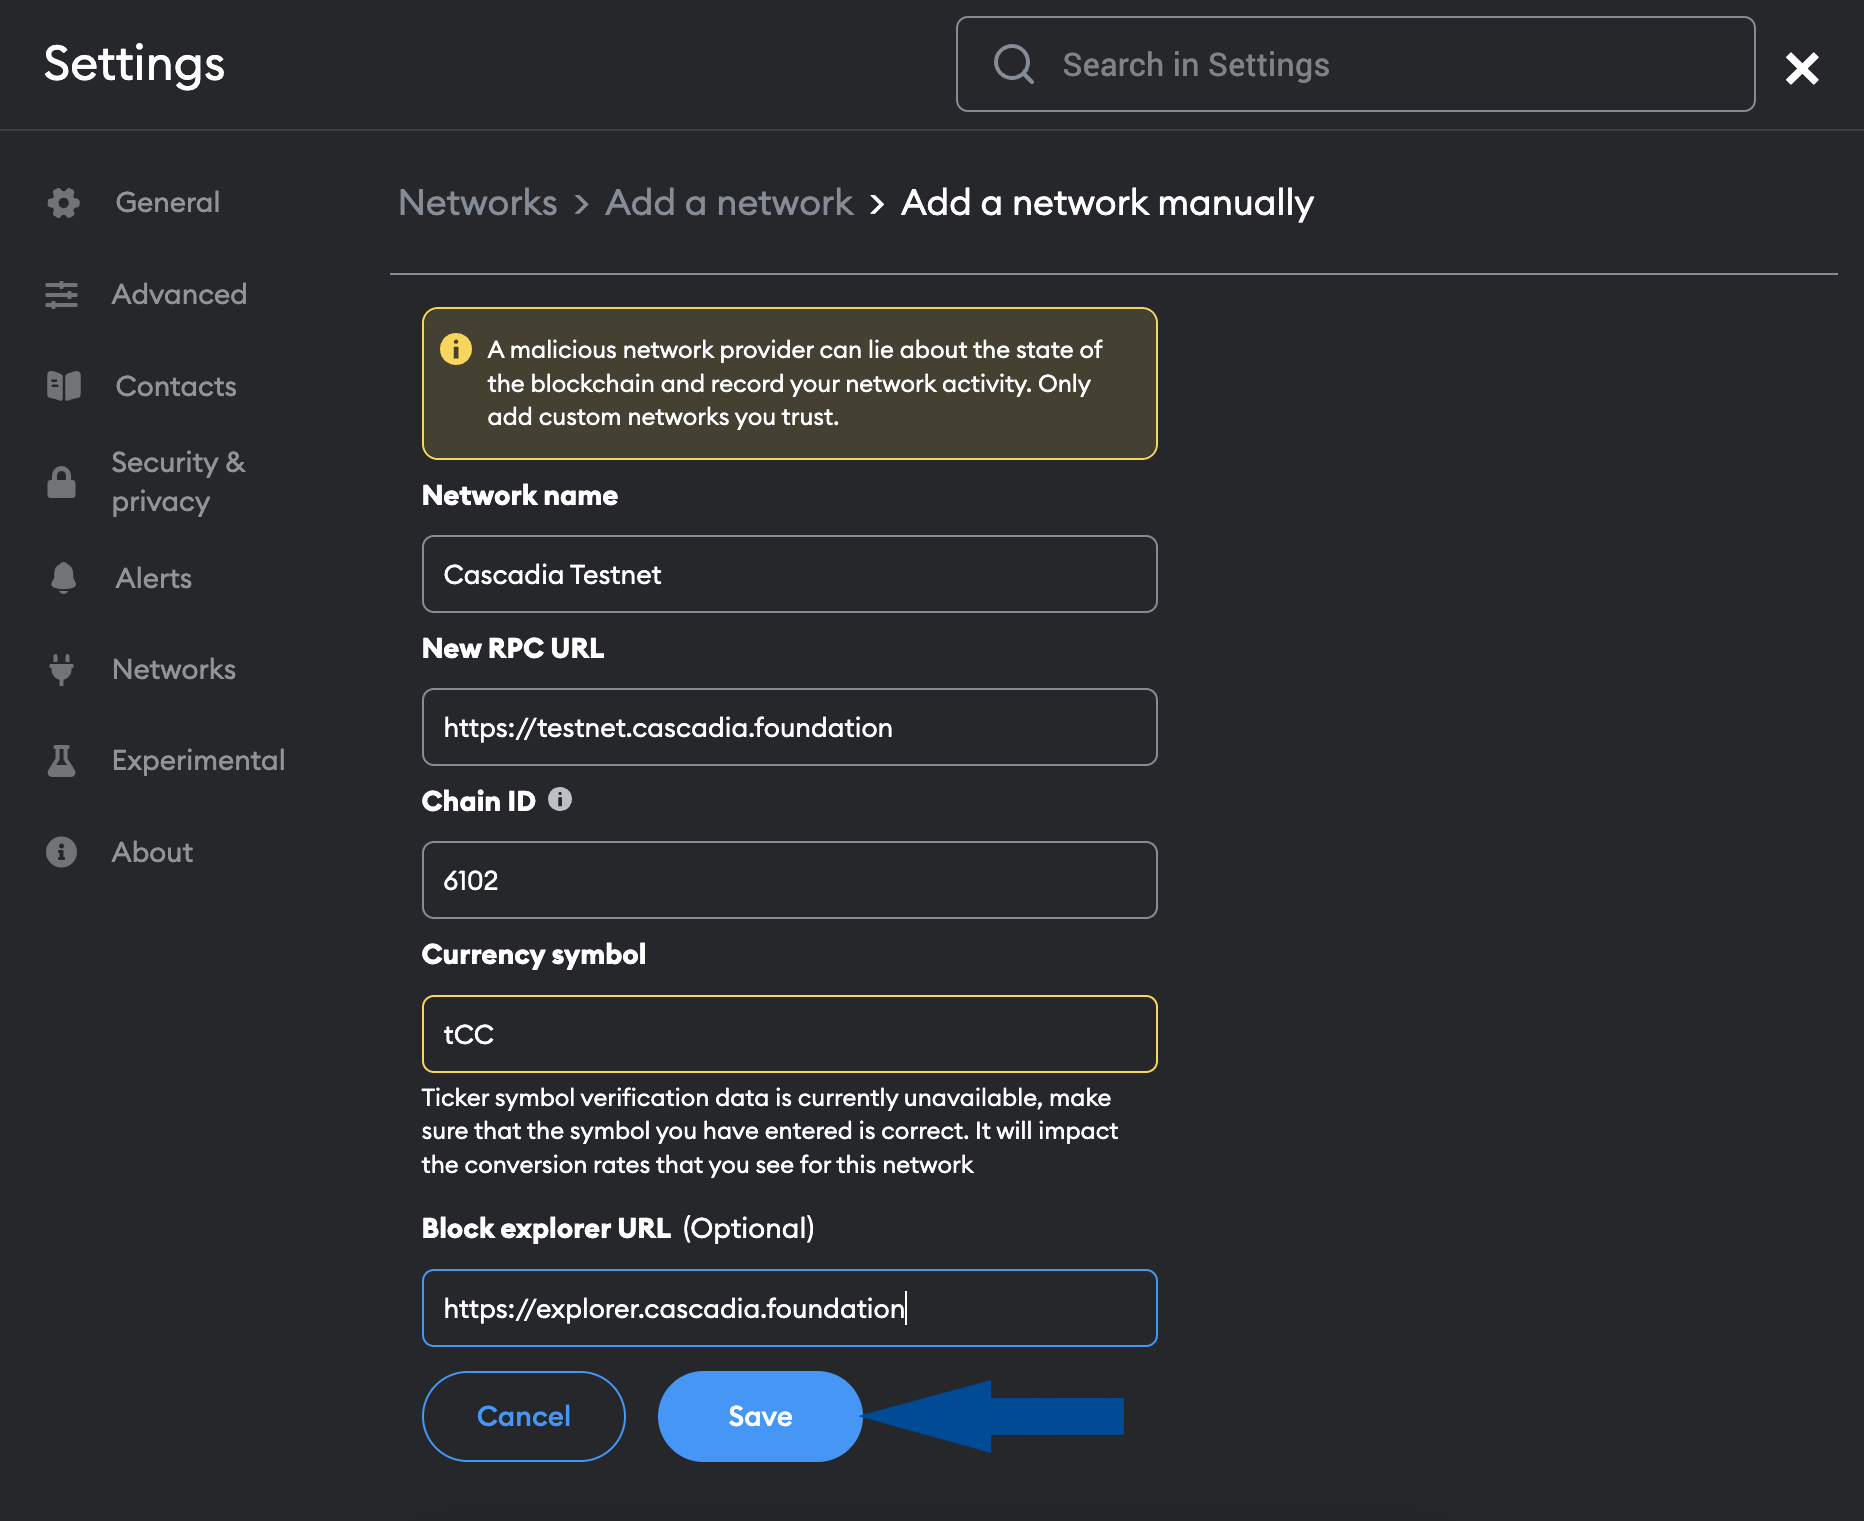 Settings
Search in Settings
General
Advanced
Contacts
Security &
privacy
Alerts
Networks
Experimental
About
Networks > Add a network > Add a network manually
A malicious network provider can lie about the state of
the blockchain and record your network activity. Only
add custom networks you trust.
Network name
Cascadia Testnet
New RPC URL
https://testnet.cascadia.foundation
Chain ID
6102
Currency symbol
tCC
Ticker symbol verification data is currently unavailable, make
sure that the symbol you have entered is correct. It will impact
the conversion rates that you see for this network
Block explorer URL (Optional)
https://explorer.cascadia.foundation
Cancel
Save